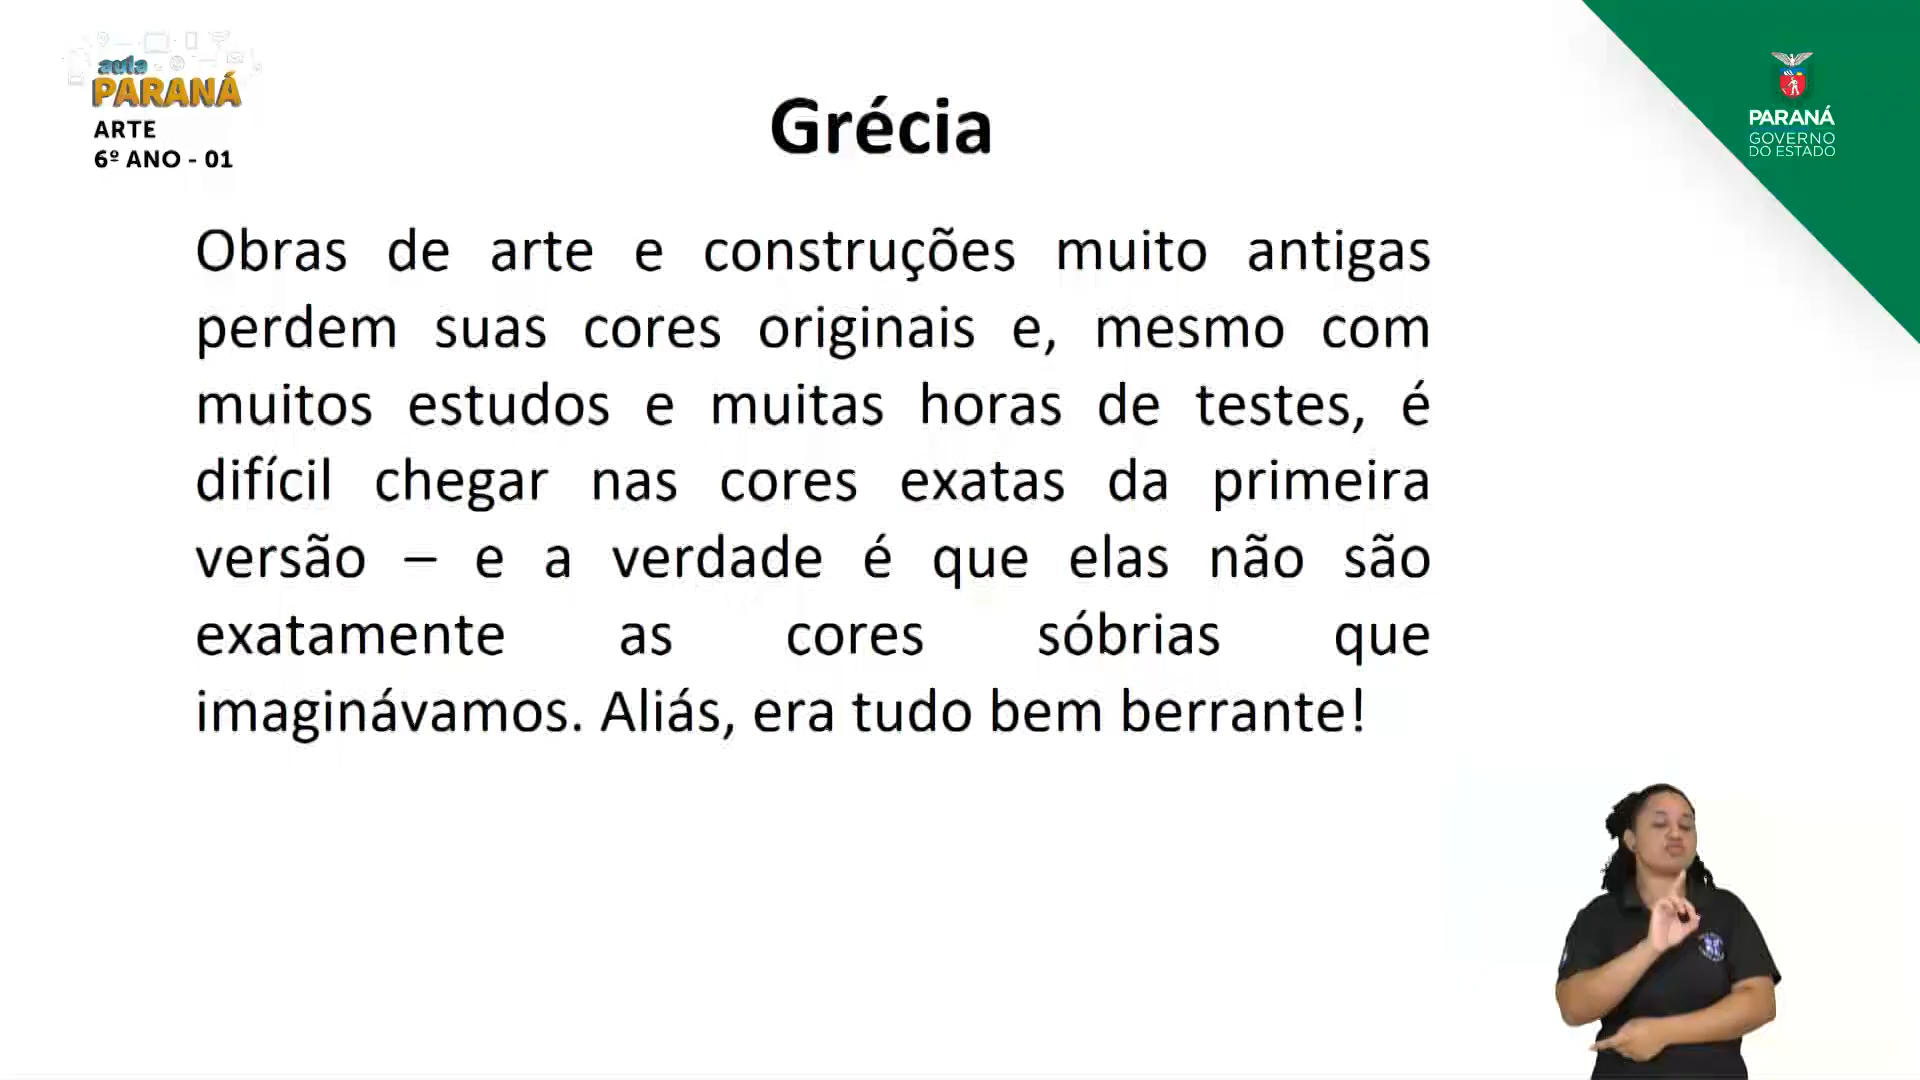 aula
PARANÁ
ARTE
6º ANO - 01
Grécia
PARANÁ
GOVERNO
DO ESTADO
Obras de arte e construções muito antigas
perdem suas cores originais e, mesmo com
muitos estudos e muitas horas de testes, é
difícil chegar nas cores exatas da primeira
versão – e a verdade é que elas não são
exatamente as cores sóbrias que
imaginávamos. Aliás, era tudo bem berrante!